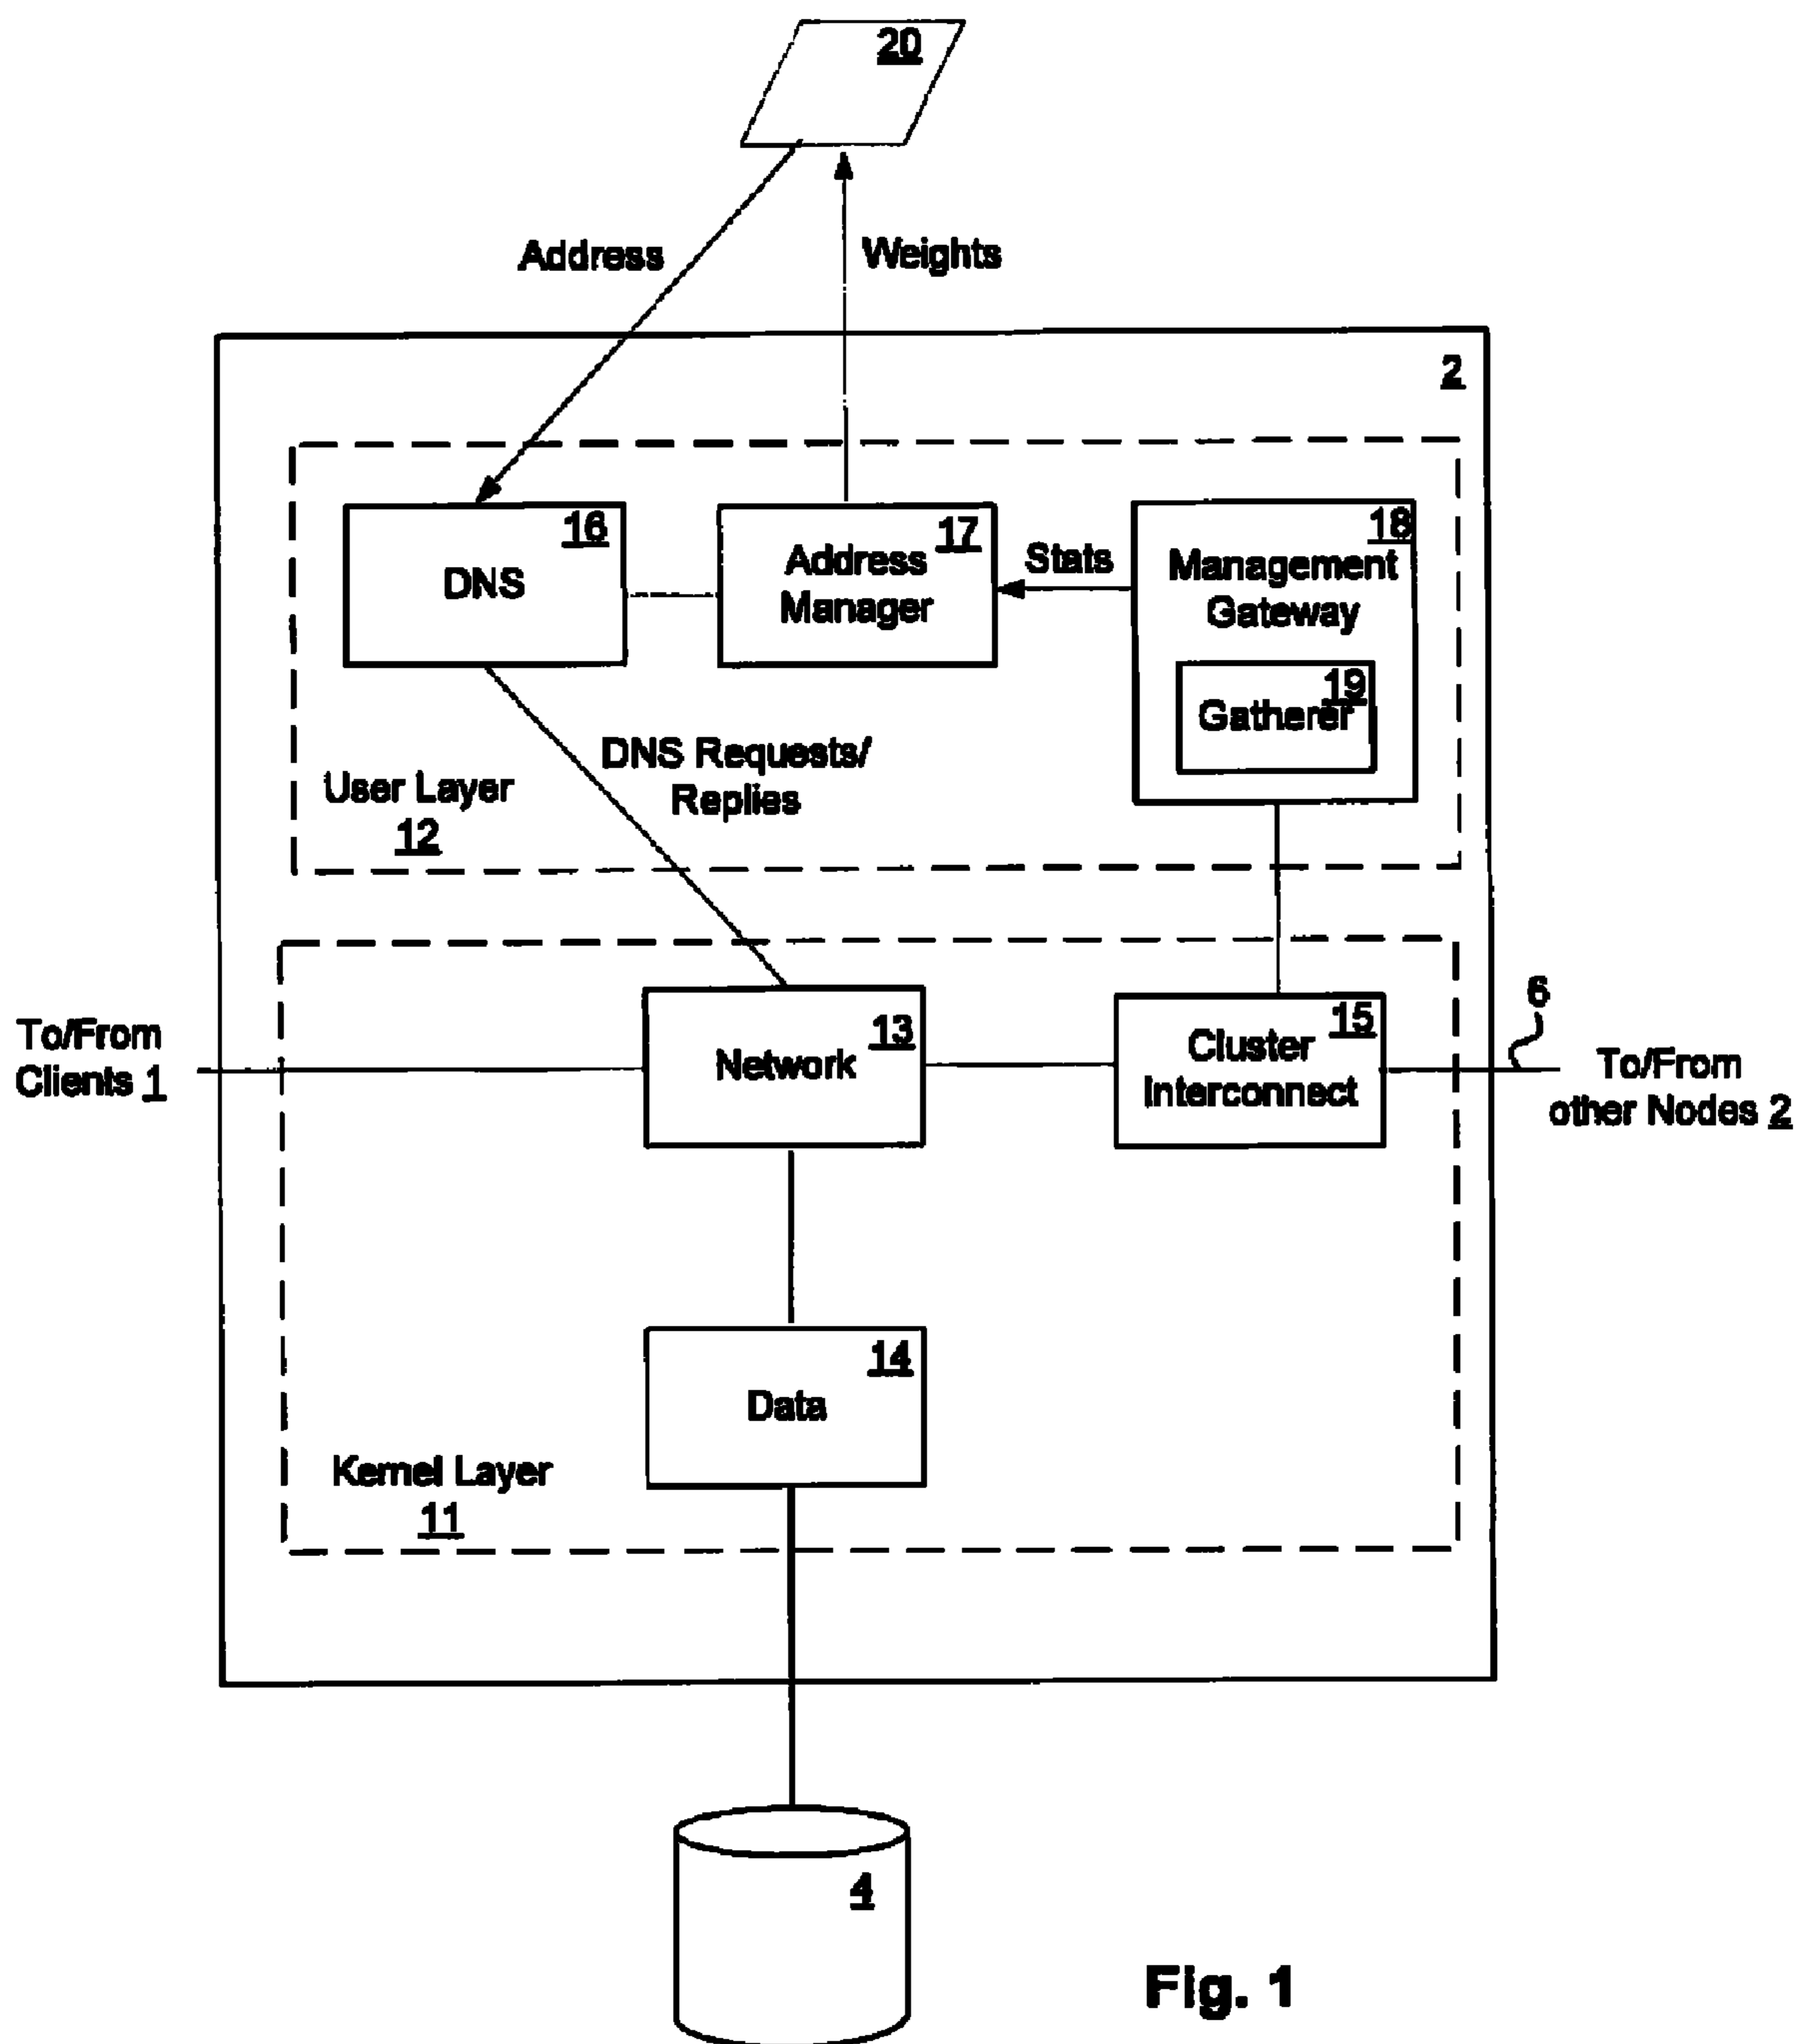 20
Address
Weights
2
16
DNS
17
Address
Manager
Stats
18
Management
Gateway
19
Gatherer
DNS Requests/
Replies
User Layer
12
6
To/From
Clients 1
13
Network
15
Cluster
Interconnect
To/From
other Nodes 2
14
Data
Kernel Layer
11
4
Fig. 1